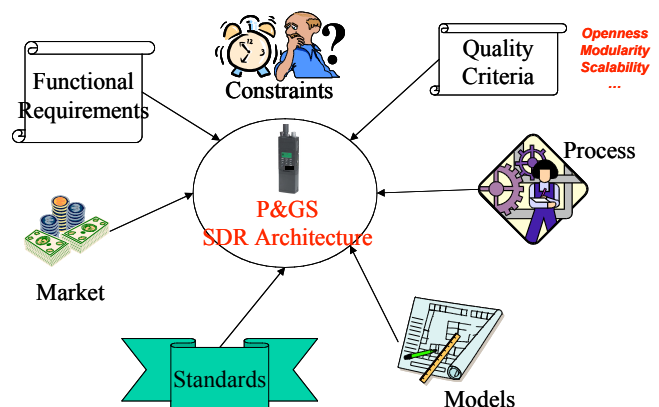 Functional
Requirements
Constraints
?
Quality
Criteria
Openness
Modularity
Scalability
...
Process
P&GS
SDR Architecture
Market
Standards
Models